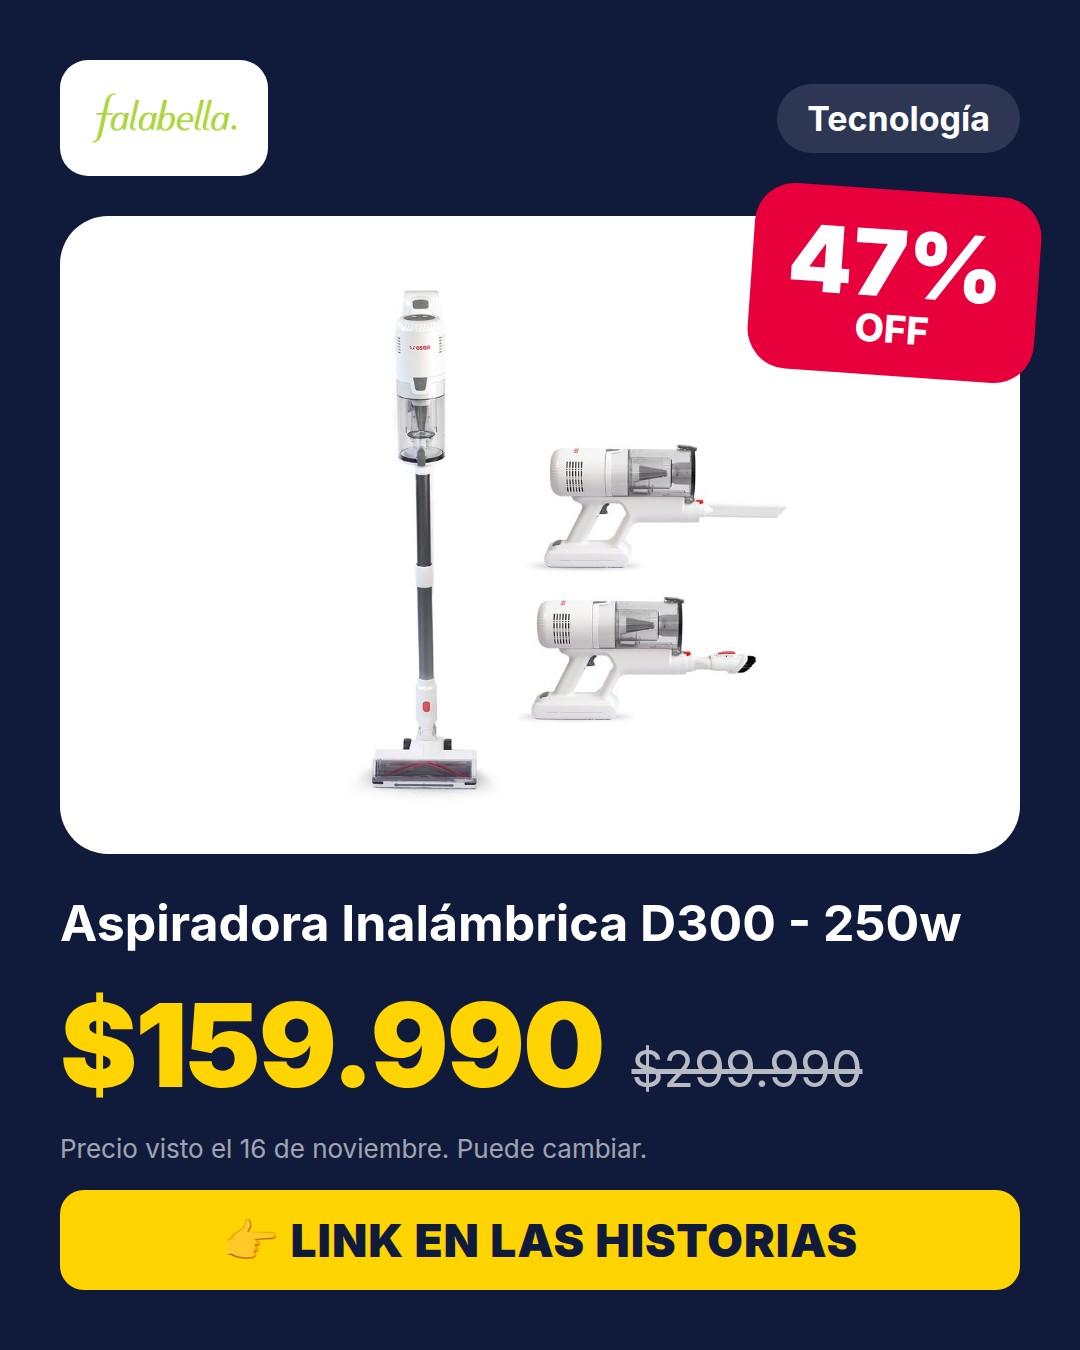 falabella.
Tecnología
47%
OFF
Aspiradora Inalámbrica D300 - 250w
$159.990 $299.990
Precio visto el 16 de noviembre. Puede cambiar.
👉 LINK EN LAS HISTORIAS